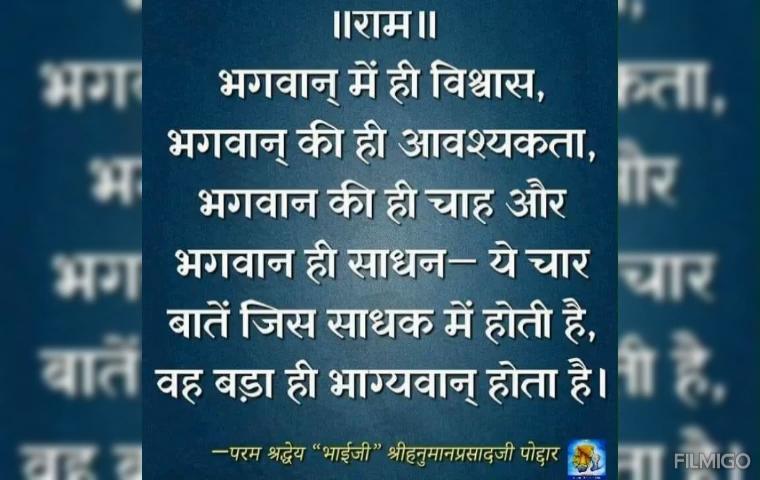 ॥राम॥
भगवान् में ही विश्वास,
भगवान् की ही आवश्यकता,
भगवान की ही चाह और
भगवान ही साधन– ये चार
बातें जिस साधक में होती है,
वह बड़ा ही भाग्यवान् होता है।
–परम श्रद्धेय “भाईजी” श्रीहनुमानप्रसादजी पोद्दार
FILMIGO